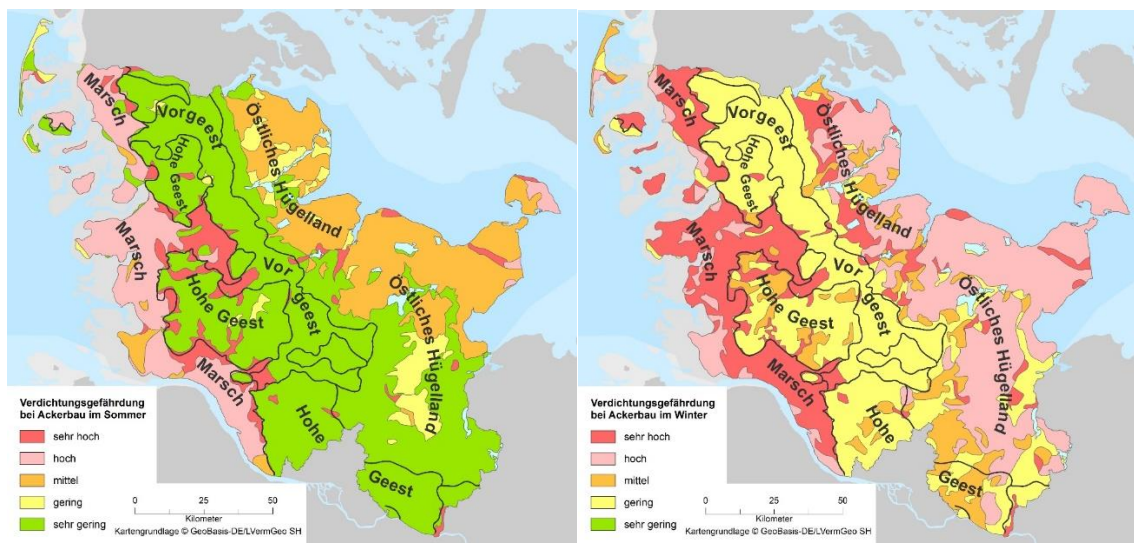 Marsch
Vorgeest
Hohe Geest
Östliches Hügelland
Marsch
Vor
geest
Hohe Geest
Östliches Hügelland
Marsch
Hohe
Geest
Verdichtungsgefährdung
bei Ackerbau im Sommer
sehr hoch
hoch
mittel
gering
sehr gering
0 25 50
Kilometer
Kartengrundlage © GeoBasis-DE/LVermGeo SH
Marsch
Vorgeest
Hohe Geest
Östliches Hügelland
Marsch
Vor
geest
Hohe Geest
Östliches Hügelland
Marsch
Hohe
Geest
Verdichtungsgefährdung
bei Ackerbau im Winter
sehr hoch
hoch
mittel
gering
sehr gering
0 25 50
Kilometer
Kartengrundlage © GeoBasis-DE/LVermGeo SH